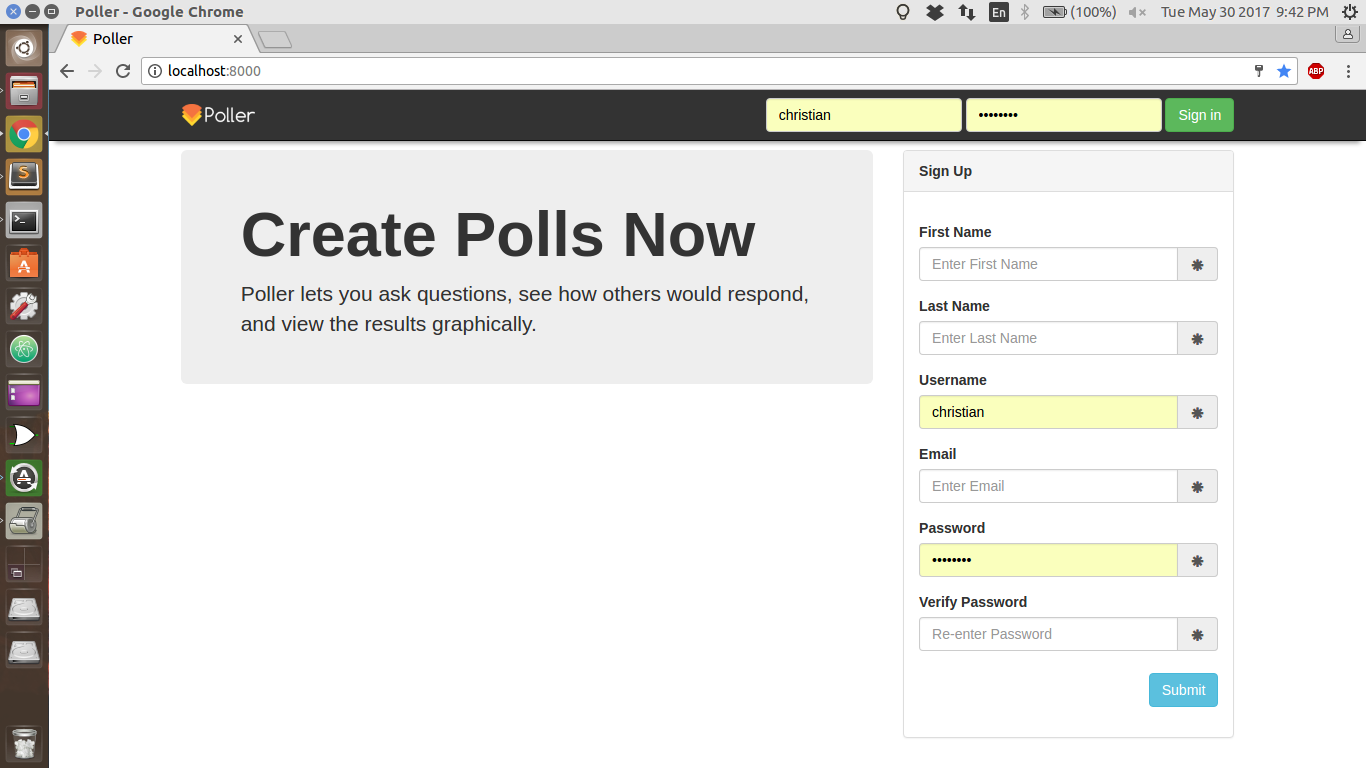 Poller - Google Chrome
En
(100%)
Tue May 30 2017 9:42 PM
Poller
localhost:8000
ABP
Poller
christian
••••••••
Sign in
Create Polls Now
Poller lets you ask questions, see how others would respond,
and view the results graphically.
Sign Up
First Name
Enter First Name
Last Name
Enter Last Name
Username
christian
Email
Enter Email
Password
••••••••
Verify Password
Re-enter Password
Submit